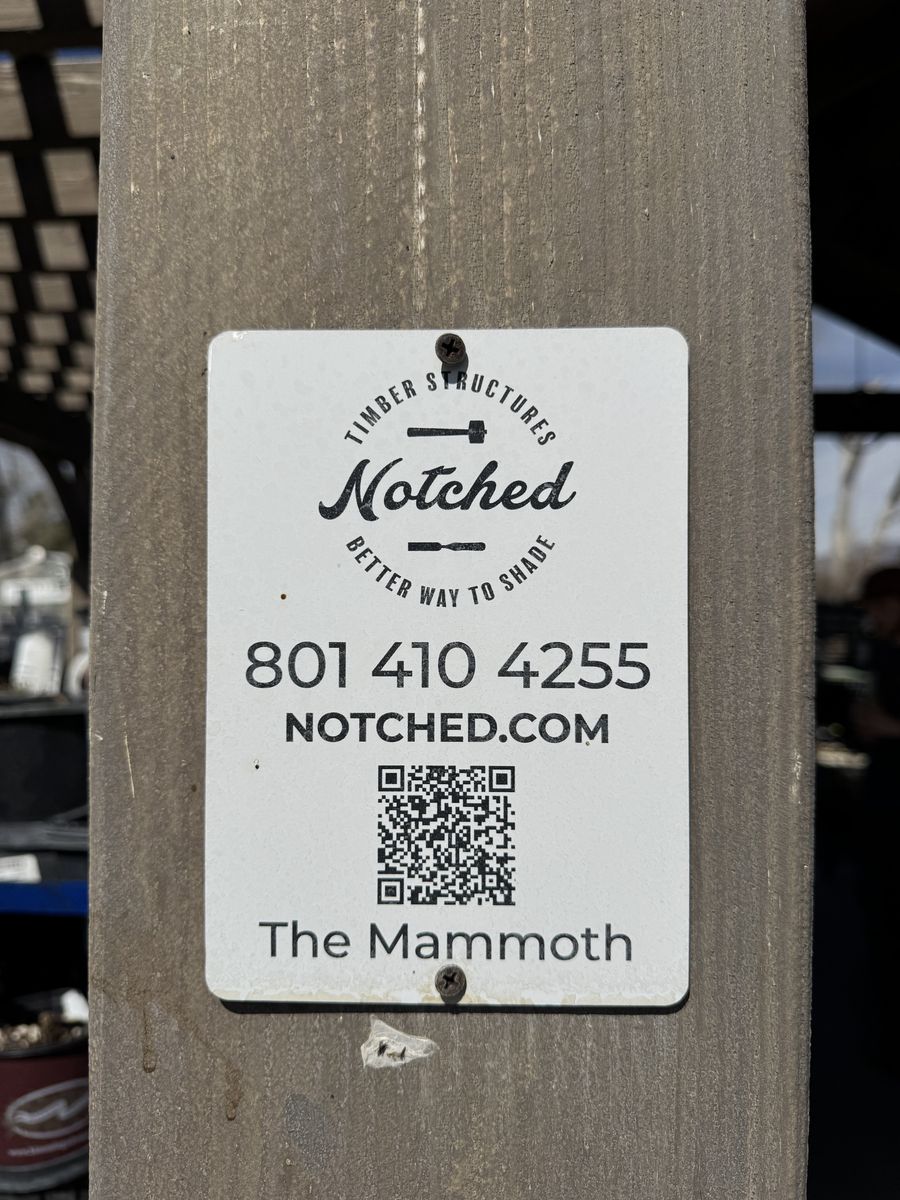 TIMBER STRUCTURES
Notched
BETTER WAY TO SHADE
801 410 4255
NOTCHED.COM
The Mammoth